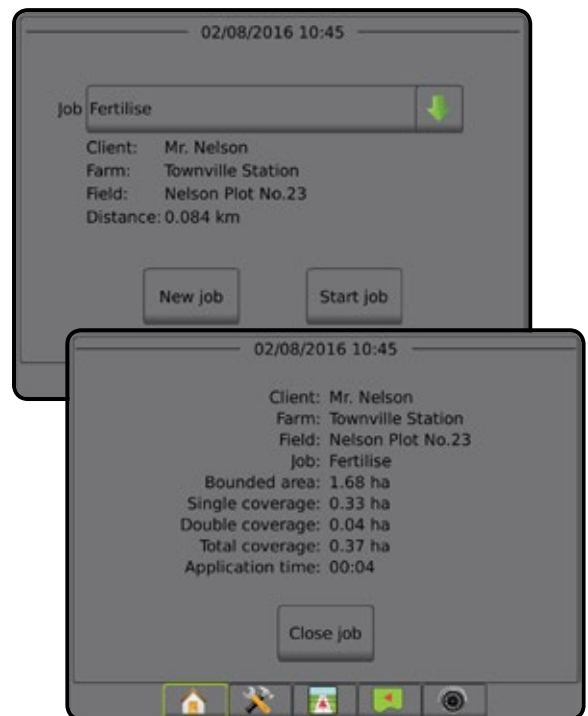 02/08/2016 10:45
Job Fertilise
Client: Mr. Nelson
Farm: Townville Station
Field: Nelson Plot No.23
Distance: 0.084 km
New job Start job
02/08/2016 10:45
Client: Mr. Nelson
Farm: Townville Station
Field: Nelson Plot No.23
Job: Fertilise
Bounded area: 1.68 ha
Single coverage: 0.33 ha
Double coverage: 0.04 ha
Total coverage: 0.37 ha
Application time: 00:04
Close job